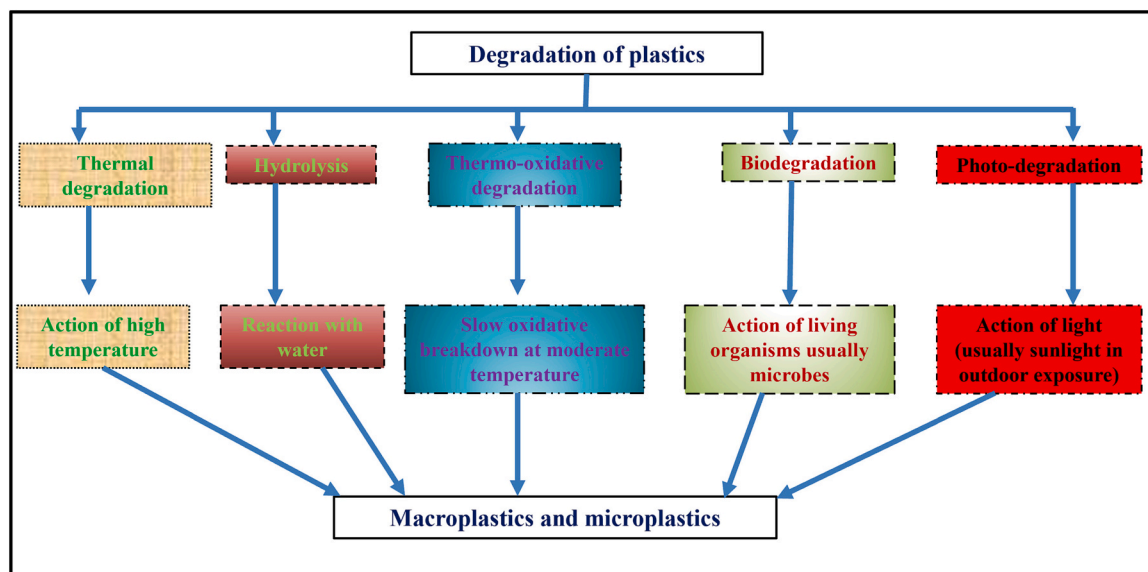 Degradation of plastics
Thermal
degradation
Hydrolysis
Thermo-oxidative
degradation
Biodegradation
Photo-degradation
Action of high
temperature
Reaction with
water
Slow oxidative
breakdown at moderate
temperature
Action of living
organisms usually
microbes
Action of light
(usually sunlight in
outdoor exposure)
Macroplastics and microplastics